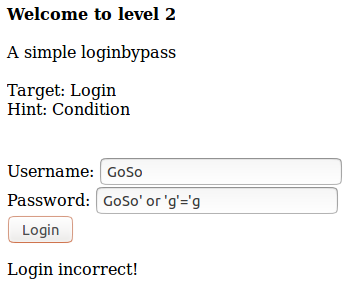 Welcome to level 2
A simple loginbypass
Target: Login
Hint: Condition
Username: GoSo
Password: GoSo' or 'g'='g
Login
Login incorrect!